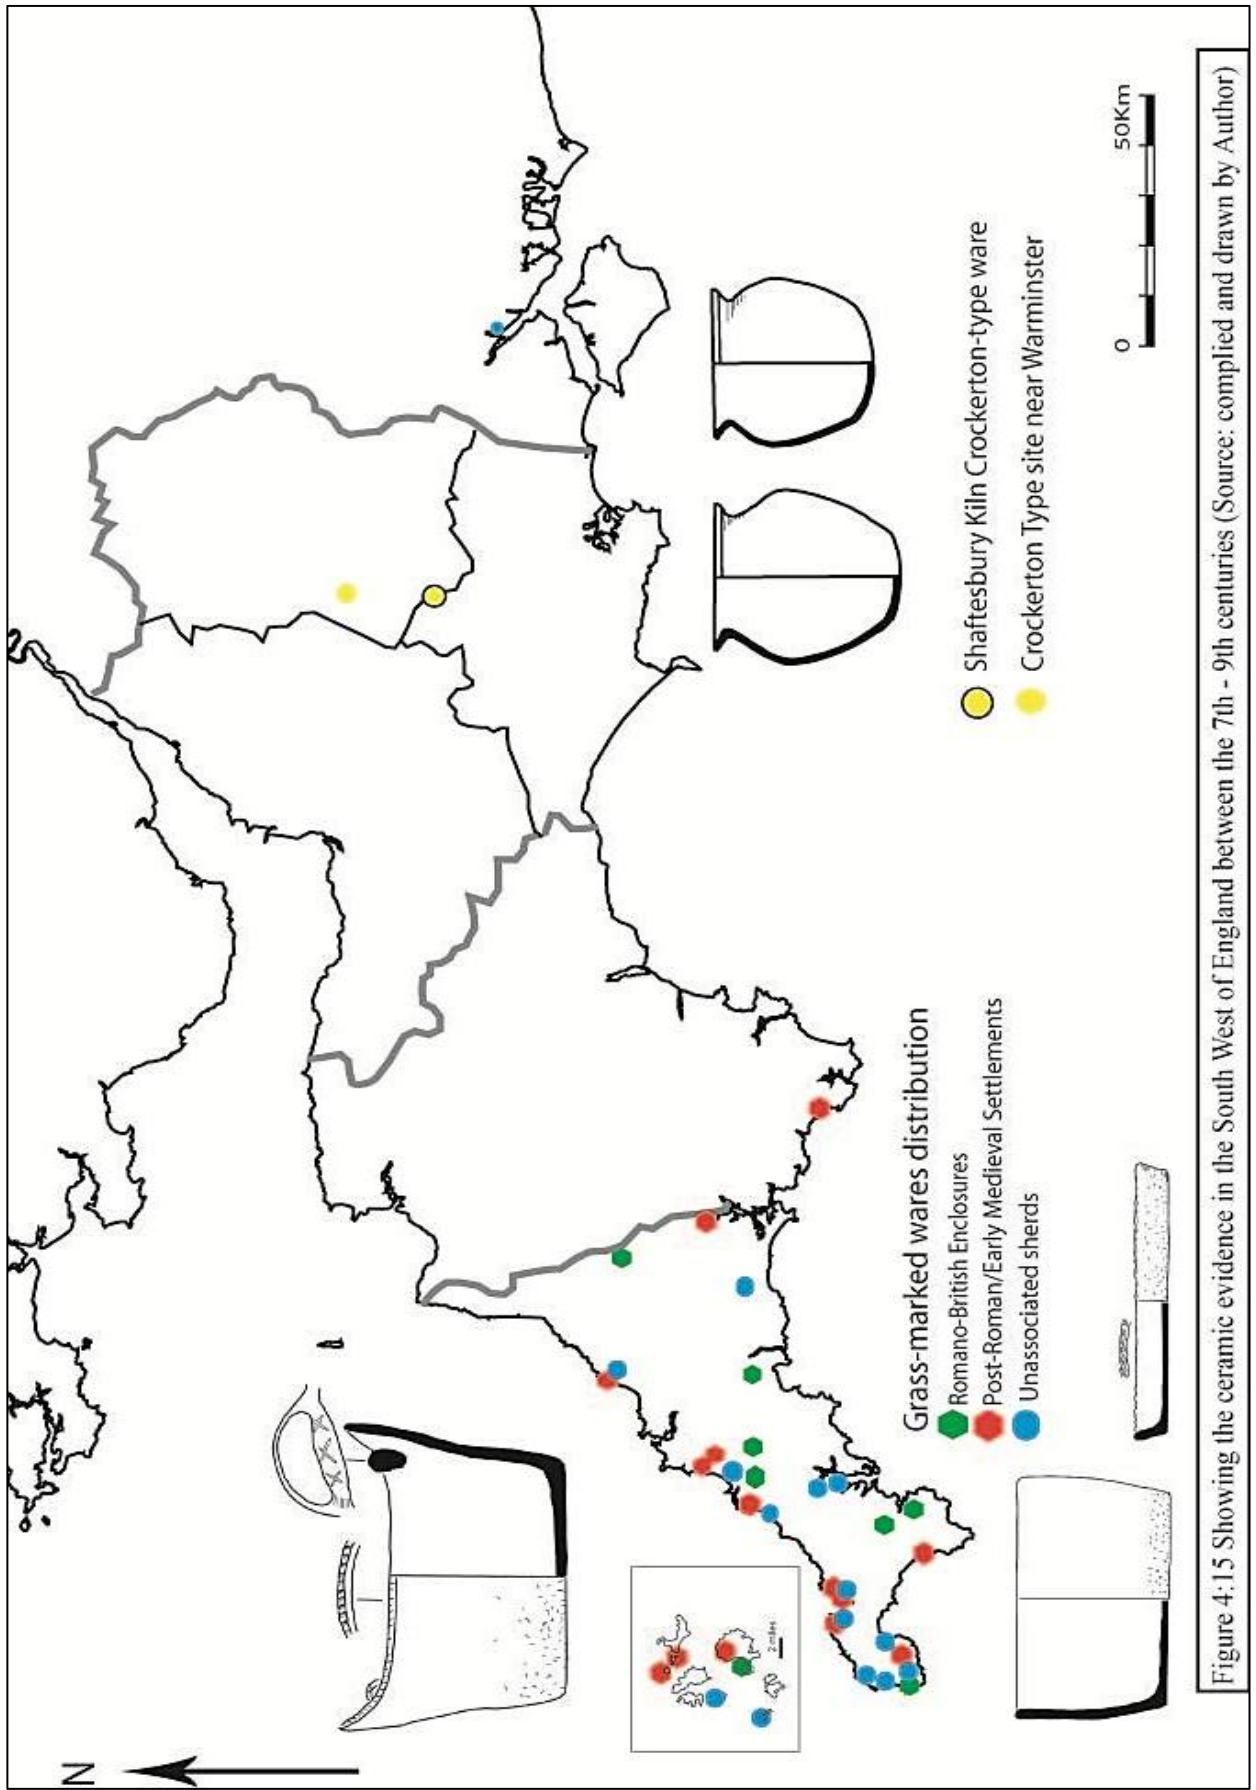 N
2 miles
Grass-marked wares distribution
Romano-British Enclosures
Post-Roman/Early Medieval Settlements
Unassociated sherds
Shaftesbury Kiln Crockerton-type ware
Crockerton Type site near Warminster
0 50Km
Figure 4:15 Showing the ceramic evidence in the South West of England between the 7th - 9th centuries (Source: complied and drawn by Author)